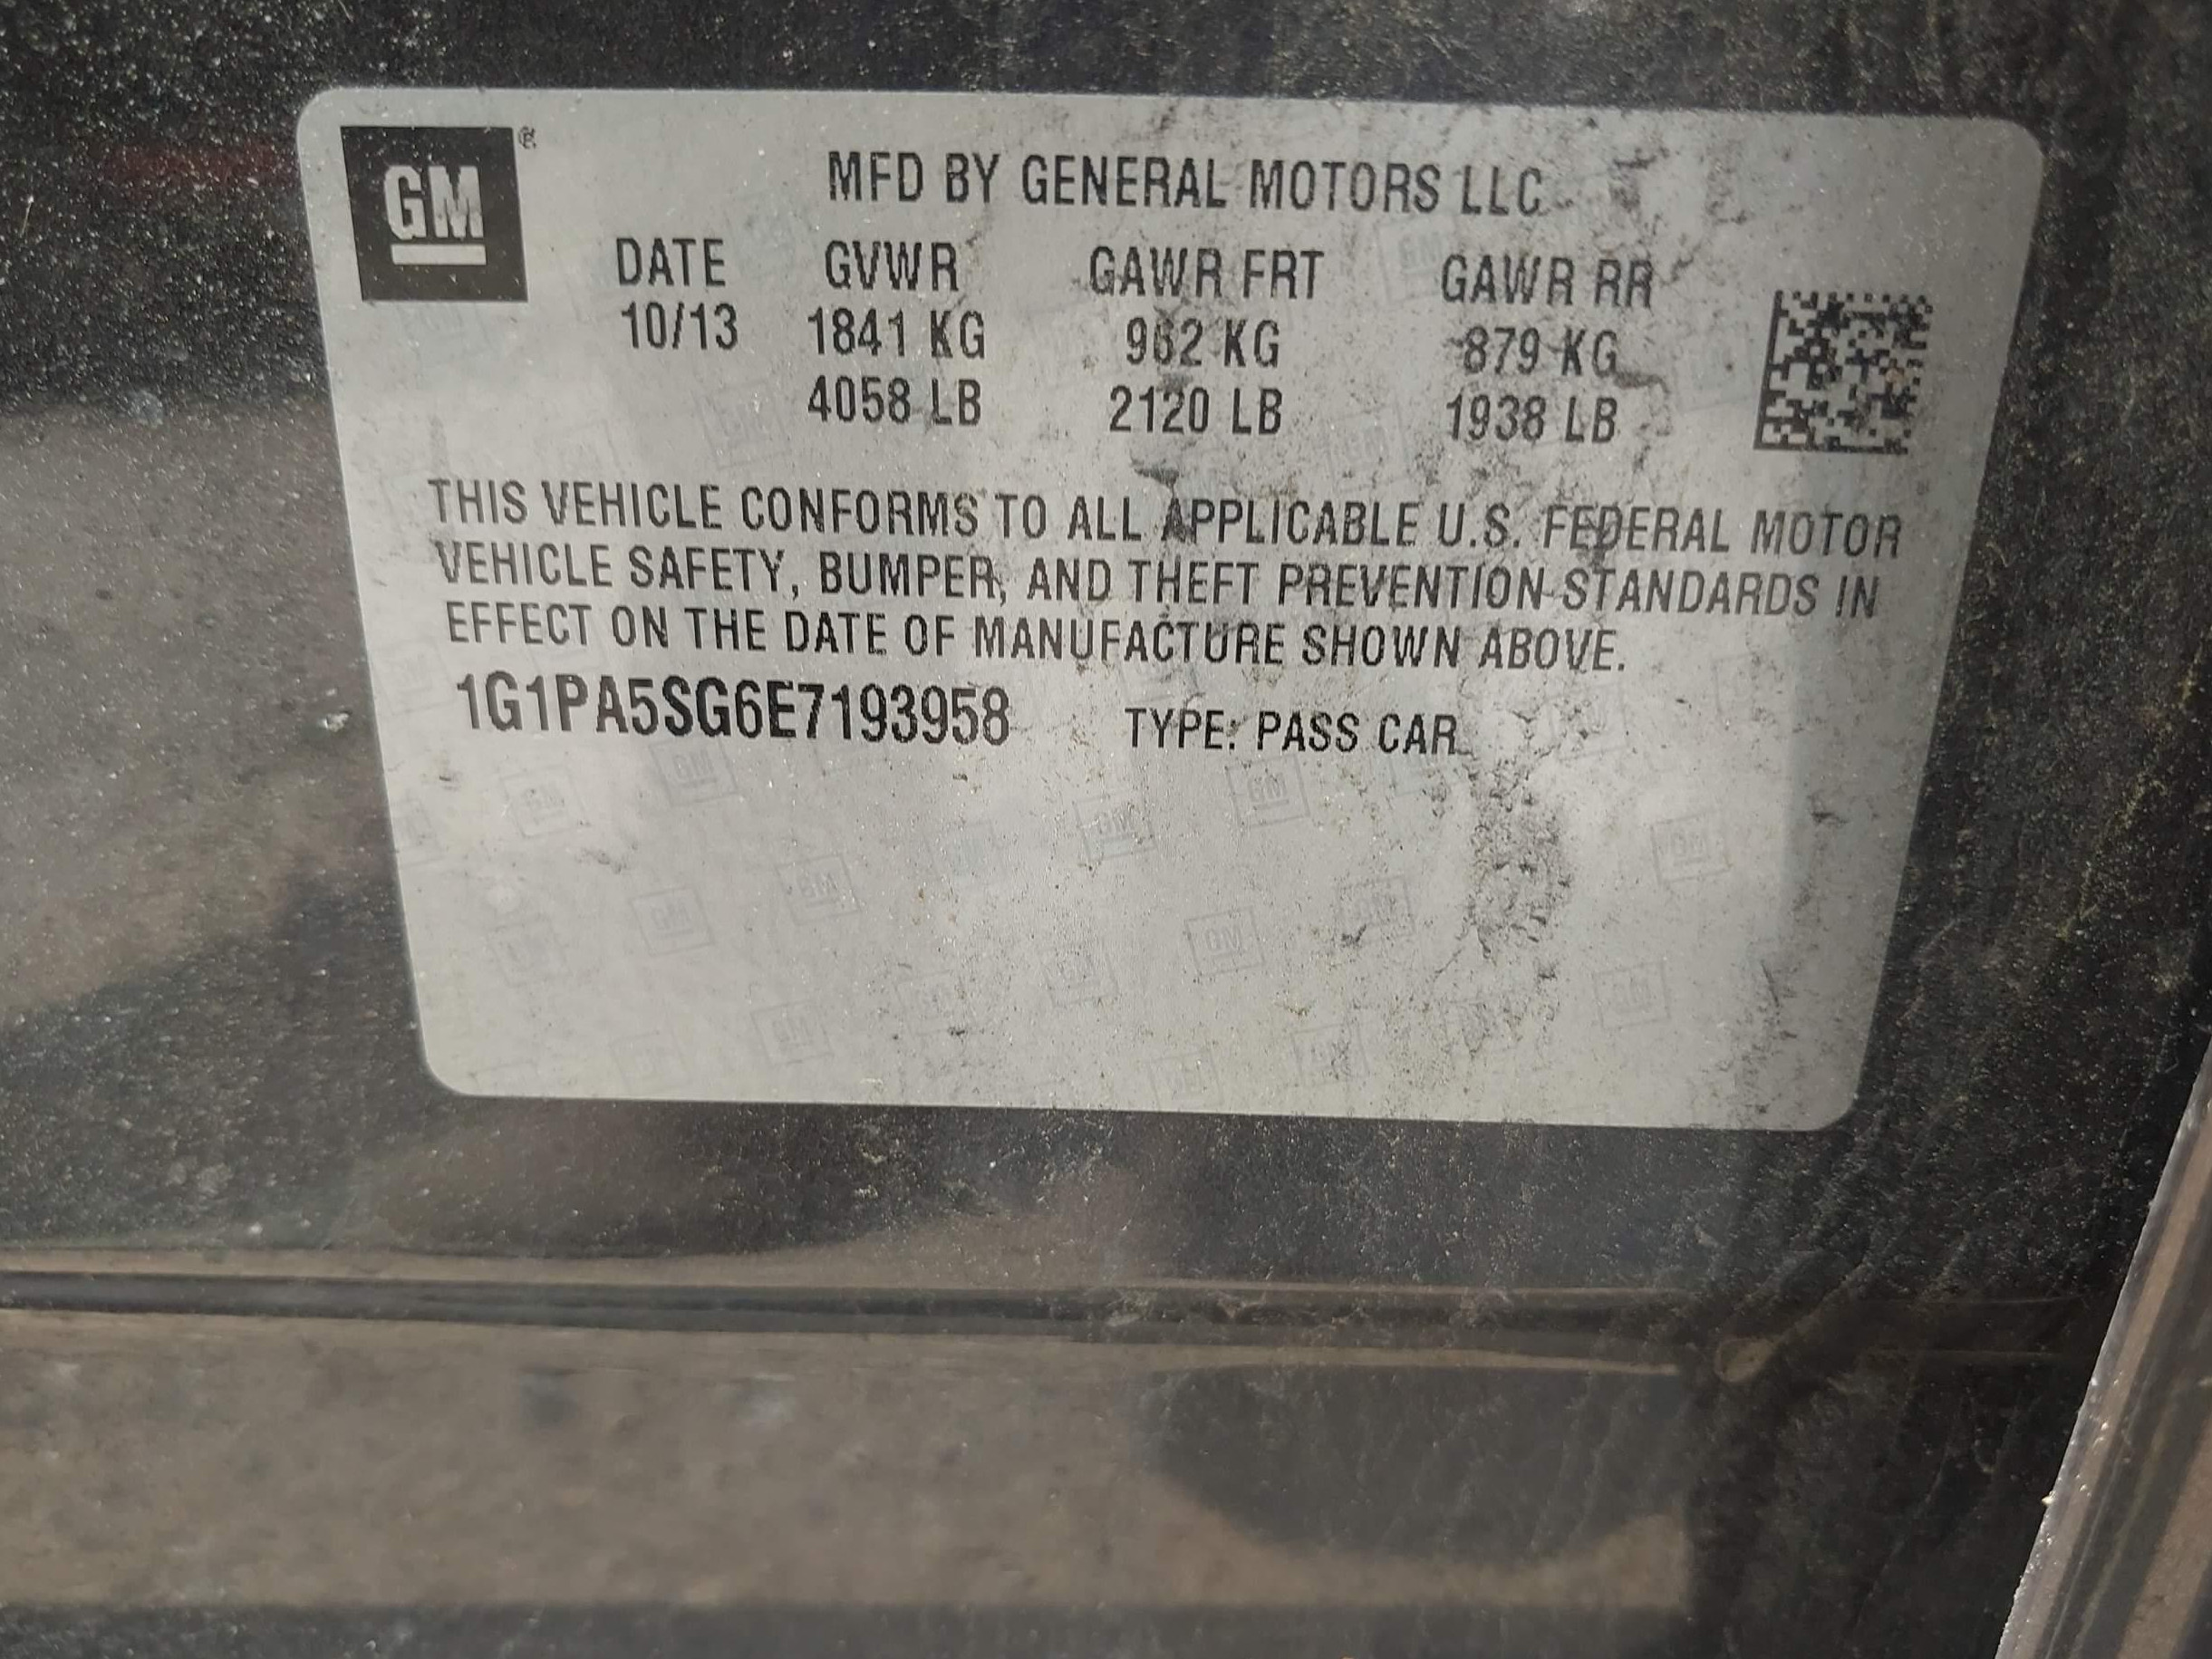 GM®
MFD BY GENERAL MOTORS LLC
DATE GVWR GAWR FRT GAWR RR
10/13 1841 KG 962 KG 879 KG
4058 LB 2120 LB 1938 LB
THIS VEHICLE CONFORMS TO ALL APPLICABLE U.S. FEDERAL MOTOR
VEHICLE SAFETY, BUMPER, AND THEFT PREVENTION STANDARDS IN
EFFECT ON THE DATE OF MANUFACTURE SHOWN ABOVE.
1G1PA5SG6E7193958 TYPE: PASS CAR